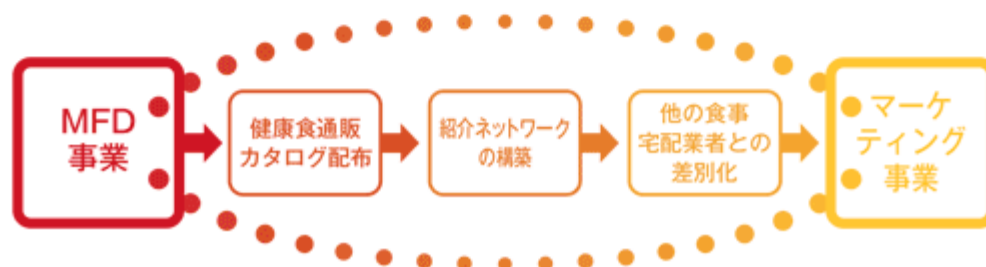 MFD
事業
健康食通販
カタログ配布
紹介ネットワーク
の構築
他の食事
宅配業者との
差別化
マーケ
ティング
事業